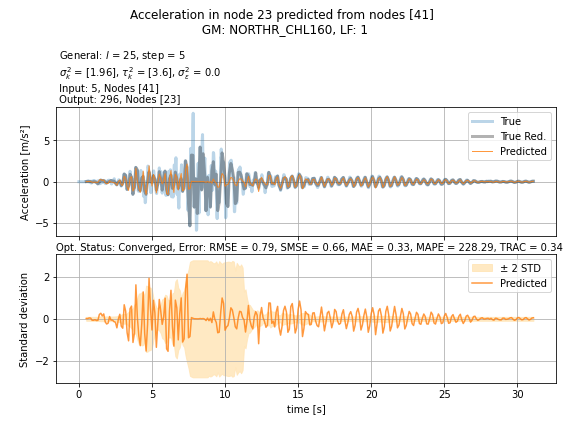 Acceleration in node 23 predicted from nodes [41]
GM: NORTHR_CHL160, LF: 1
General: l = 25, step = 5
σ²ₖ = [1.96], τ²ₖ = [3.6], σ²ₑ = 0.0
Input: 5, Nodes [41]
Output: 296, Nodes [23]
Acceleration [m/s²]
5
0
−5
True
True Red.
Predicted
Opt. Status: Converged, Error: RMSE = 0.79, SMSE = 0.66, MAE = 0.33, MAPE = 228.29, TRAC = 0.34
Standard deviation
2
0
−2
± 2 STD
Predicted
0 5 10 15 20 25 30
time [s]